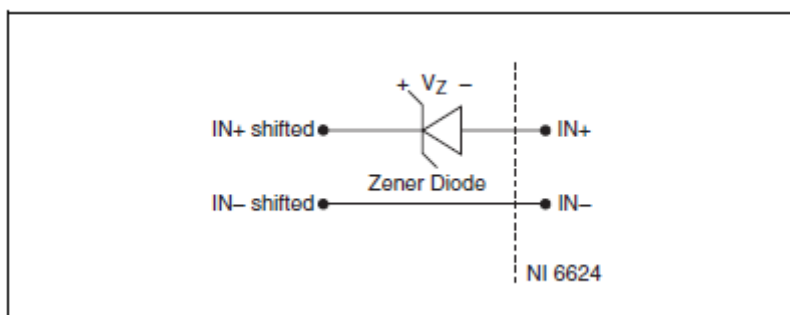 + VZ –
IN+ shifted
IN+
Zener Diode
IN– shifted
IN–
NI 6624